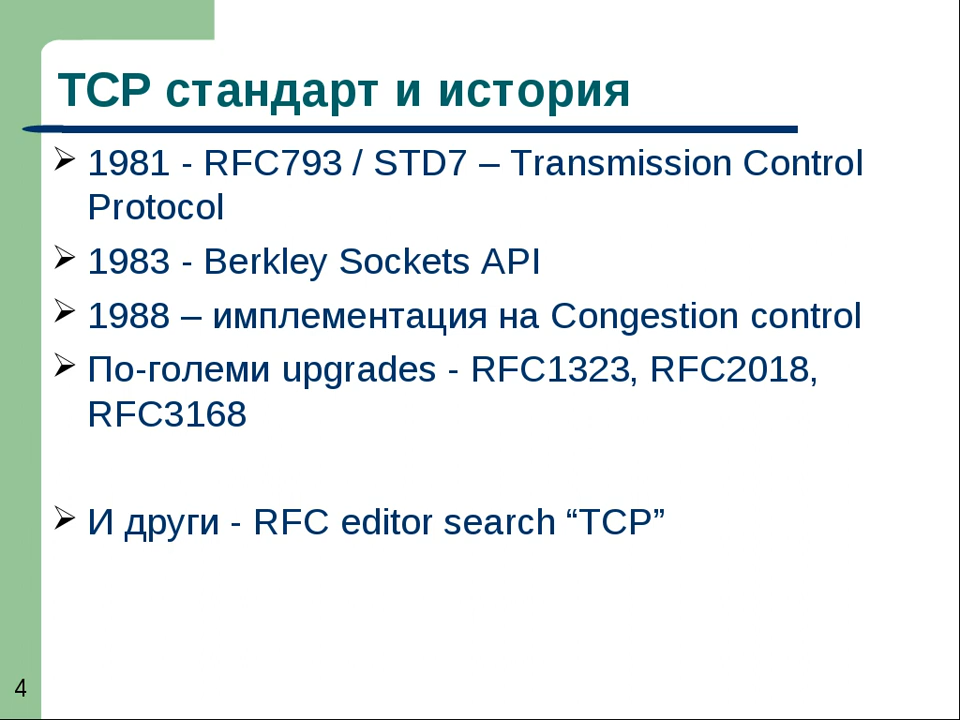 TCP стандарт и история
➢ 1981 - RFC793 / STD7 – Transmission Control
Protocol
➢ 1983 - Berkley Sockets API
➢ 1988 – имплементация на Congestion control
➢ По-големи upgrades - RFC1323, RFC2018,
RFC3168
➢ И други - RFC editor search “TCP”
4